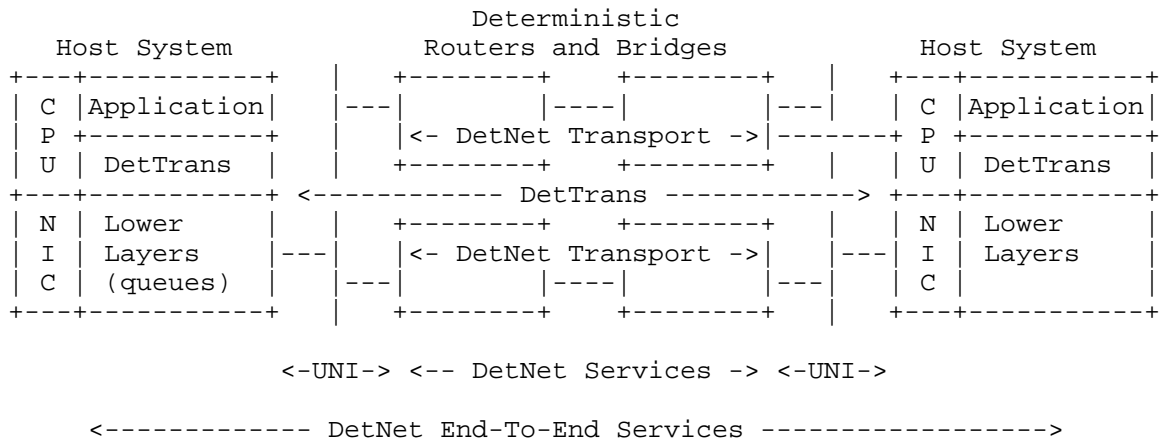 Deterministic
   Host System              Routers and Bridges             Host System
+---+-----------+    |    +--------+     +--------+    |    +---+-----------+
| C |Application|    |---|        |----|        |---|    | C |Application|
| P +-----------+    |    |<- DetNet Transport ->|-------+ P +-----------+
| U | DetTrans  |    |    +--------+     +--------+    |    | U | DetTrans  |
+---+-----------+ <------------ DetTrans ------------> +---+-----------+
| N | Lower     |    |    +--------+     +--------+    |    | N | Lower     |
| I | Layers    |---|    |<- DetNet Transport ->|    |---| I | Layers    |
| C | (queues)  |    |---|        |----|        |---|    | C |           |
+---+-----------+    |    +--------+     +--------+    |    +---+-----------+
<-UNI-> <-- DetNet Services -> <-UNI->
<------------- DetNet End-To-End Services ----------------->